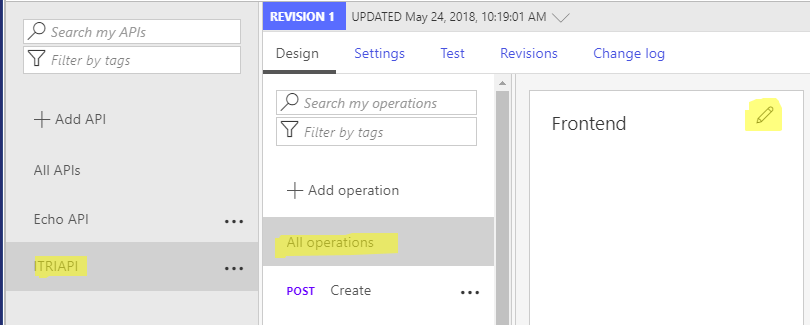 Search my APIs
Filter by tags
Add API
All APIs
Echo API
ITRIAPI
REVISION 1 UPDATED May 24, 2018, 10:19:01 AM
Design Settings Test Revisions Change log
Search my operations
Filter by tags
Add operation
All operations
POST Create
Frontend